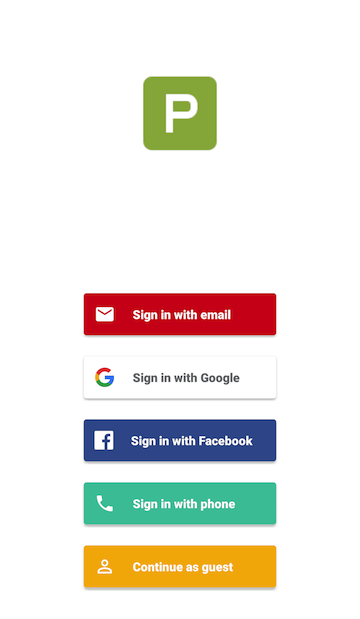 P
Sign in with email
Sign in with Google
Sign in with Facebook
Sign in with phone
Continue as guest